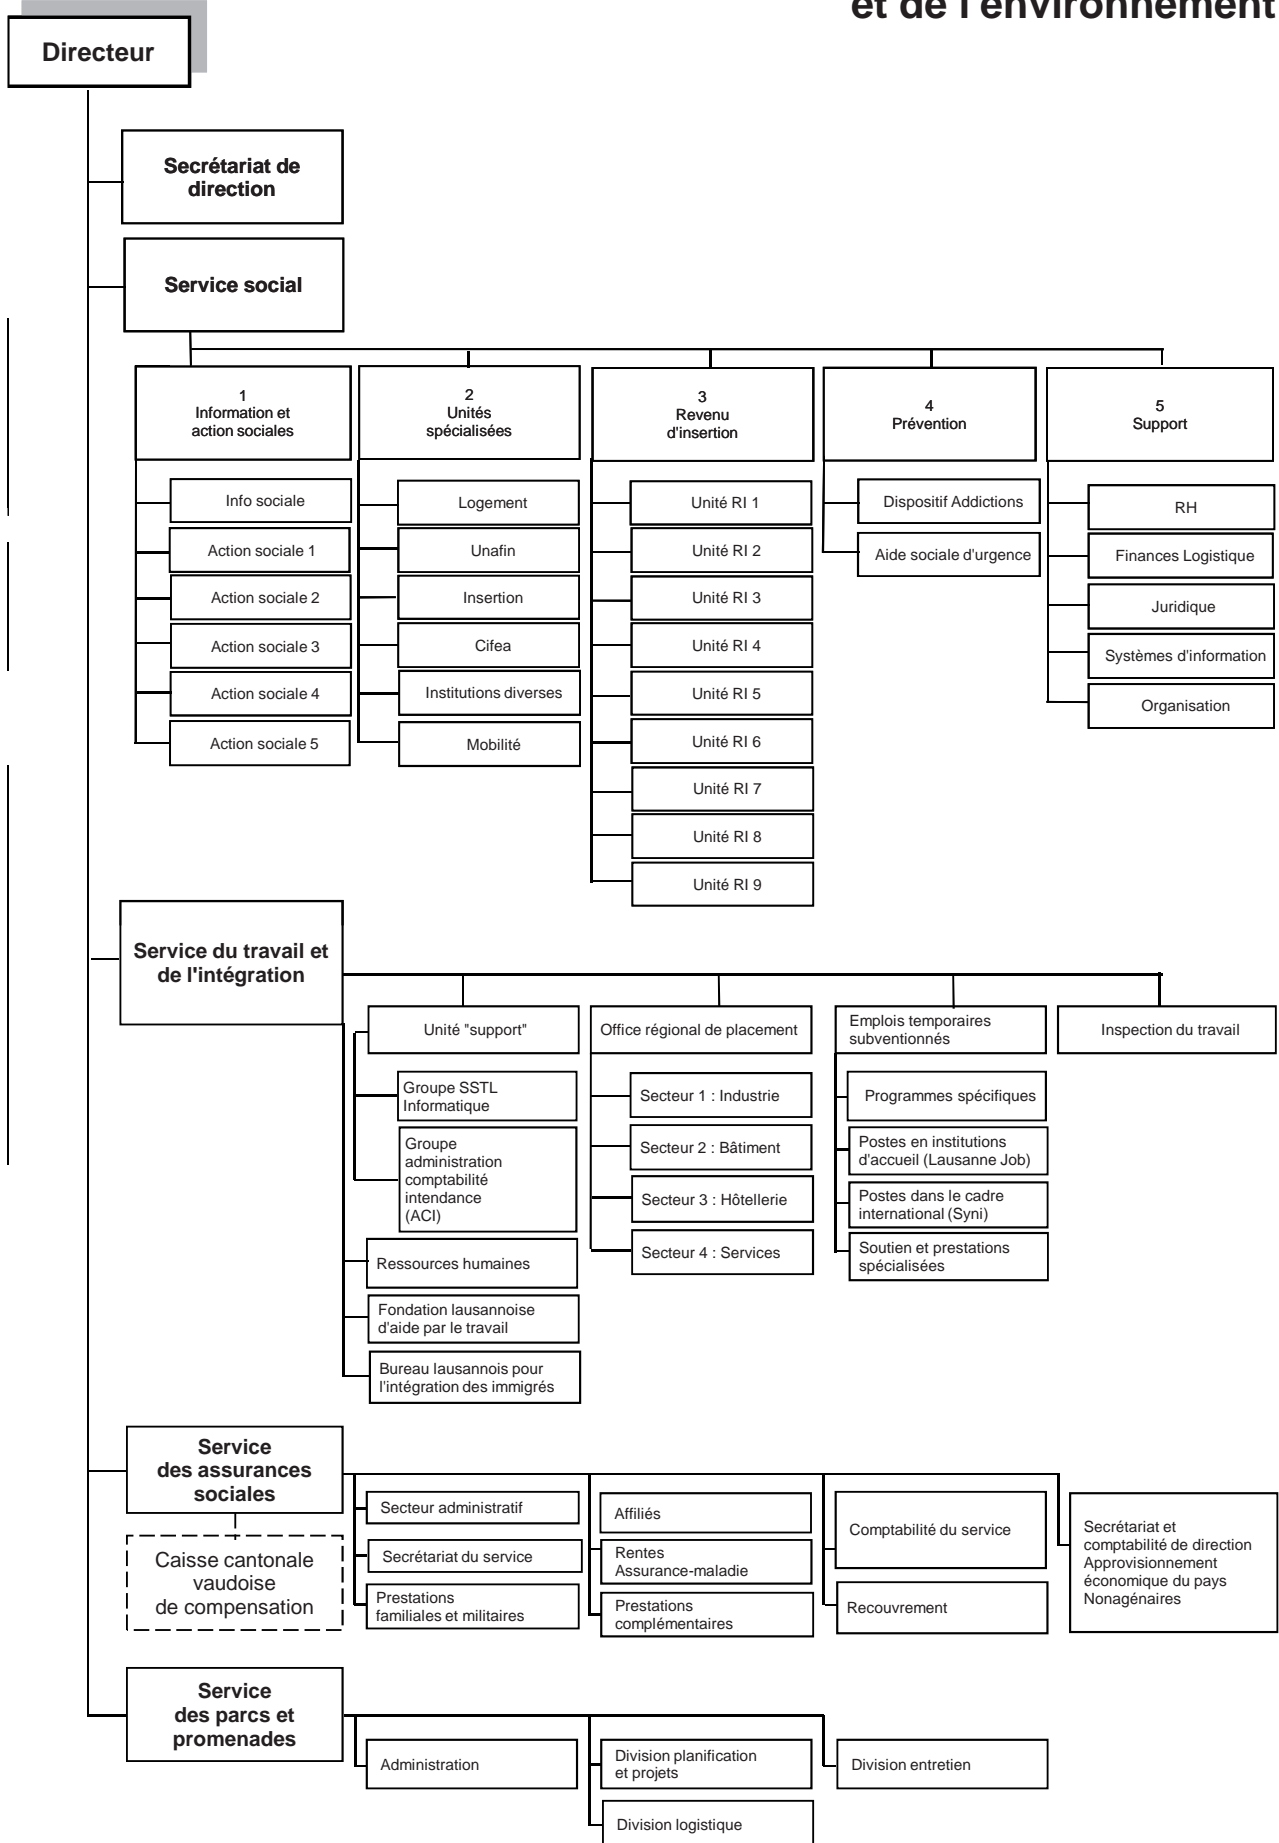 et de l'environnement
Directeur
Secrétariat de
direction
Service social
1
Information et
action sociales
2
Unités
spécialisées
3
Revenu
d'insertion
4
Prévention
5
Support
Info sociale
Action sociale 1
Action sociale 2
Action sociale 3
Action sociale 4
Action sociale 5
Logement
Unafin
Insertion
Cifea
Institutions diverses
Mobilité
Unité RI 1
Unité RI 2
Unité RI 3
Unité RI 4
Unité RI 5
Unité RI 6
Unité RI 7
Unité RI 8
Unité RI 9
Dispositif Addictions
Aide sociale d'urgence
RH
Finances Logistique
Juridique
Systèmes d'information
Organisation
Service du travail et
de l'intégration
Unité "support"
Groupe SSTL
Informatique
Groupe
administration
comptabilité
intendance
(ACI)
Ressources humaines
Fondation lausannoise
d'aide par le travail
Bureau lausannois pour
l'intégration des immigrés
Office régional de placement
Secteur 1 : Industrie
Secteur 2 : Bâtiment
Secteur 3 : Hôtellerie
Secteur 4 : Services
Emplois temporaires
subventionnés
Programmes spécifiques
Postes en institutions
d'accueil (Lausanne Job)
Postes dans le cadre
international (Syni)
Soutien et prestations
spécialisées
Inspection du travail
Service
des assurances
sociales
Caisse cantonale
vaudoise
de compensation
Secteur administratif
Secrétariat du service
Prestations
familiales et militaires
Affiliés
Rentes
Assurance-maladie
Prestations
complémentaires
Comptabilité du service
Recouvrement
Secrétariat et
comptabilité de direction
Approvisionnement
économique du pays
Nonagénaires
Service
des parcs et
promenades
Administration
Division planification
et projets
Division logistique
Division entretien